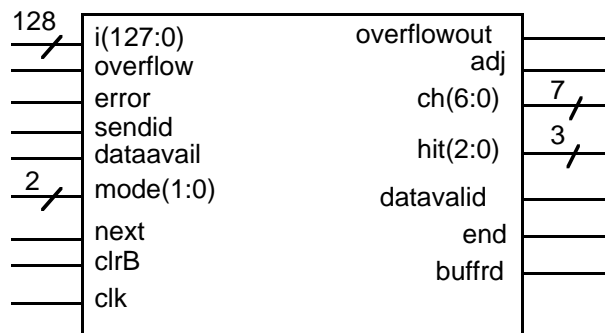 128
i(127:0)
overflow
error
sendid
dataavail
2
mode(1:0)
next
clrB
clk
overflowout
adj
7
ch(6:0)
3
hit(2:0)
datavalid
end
buffrd